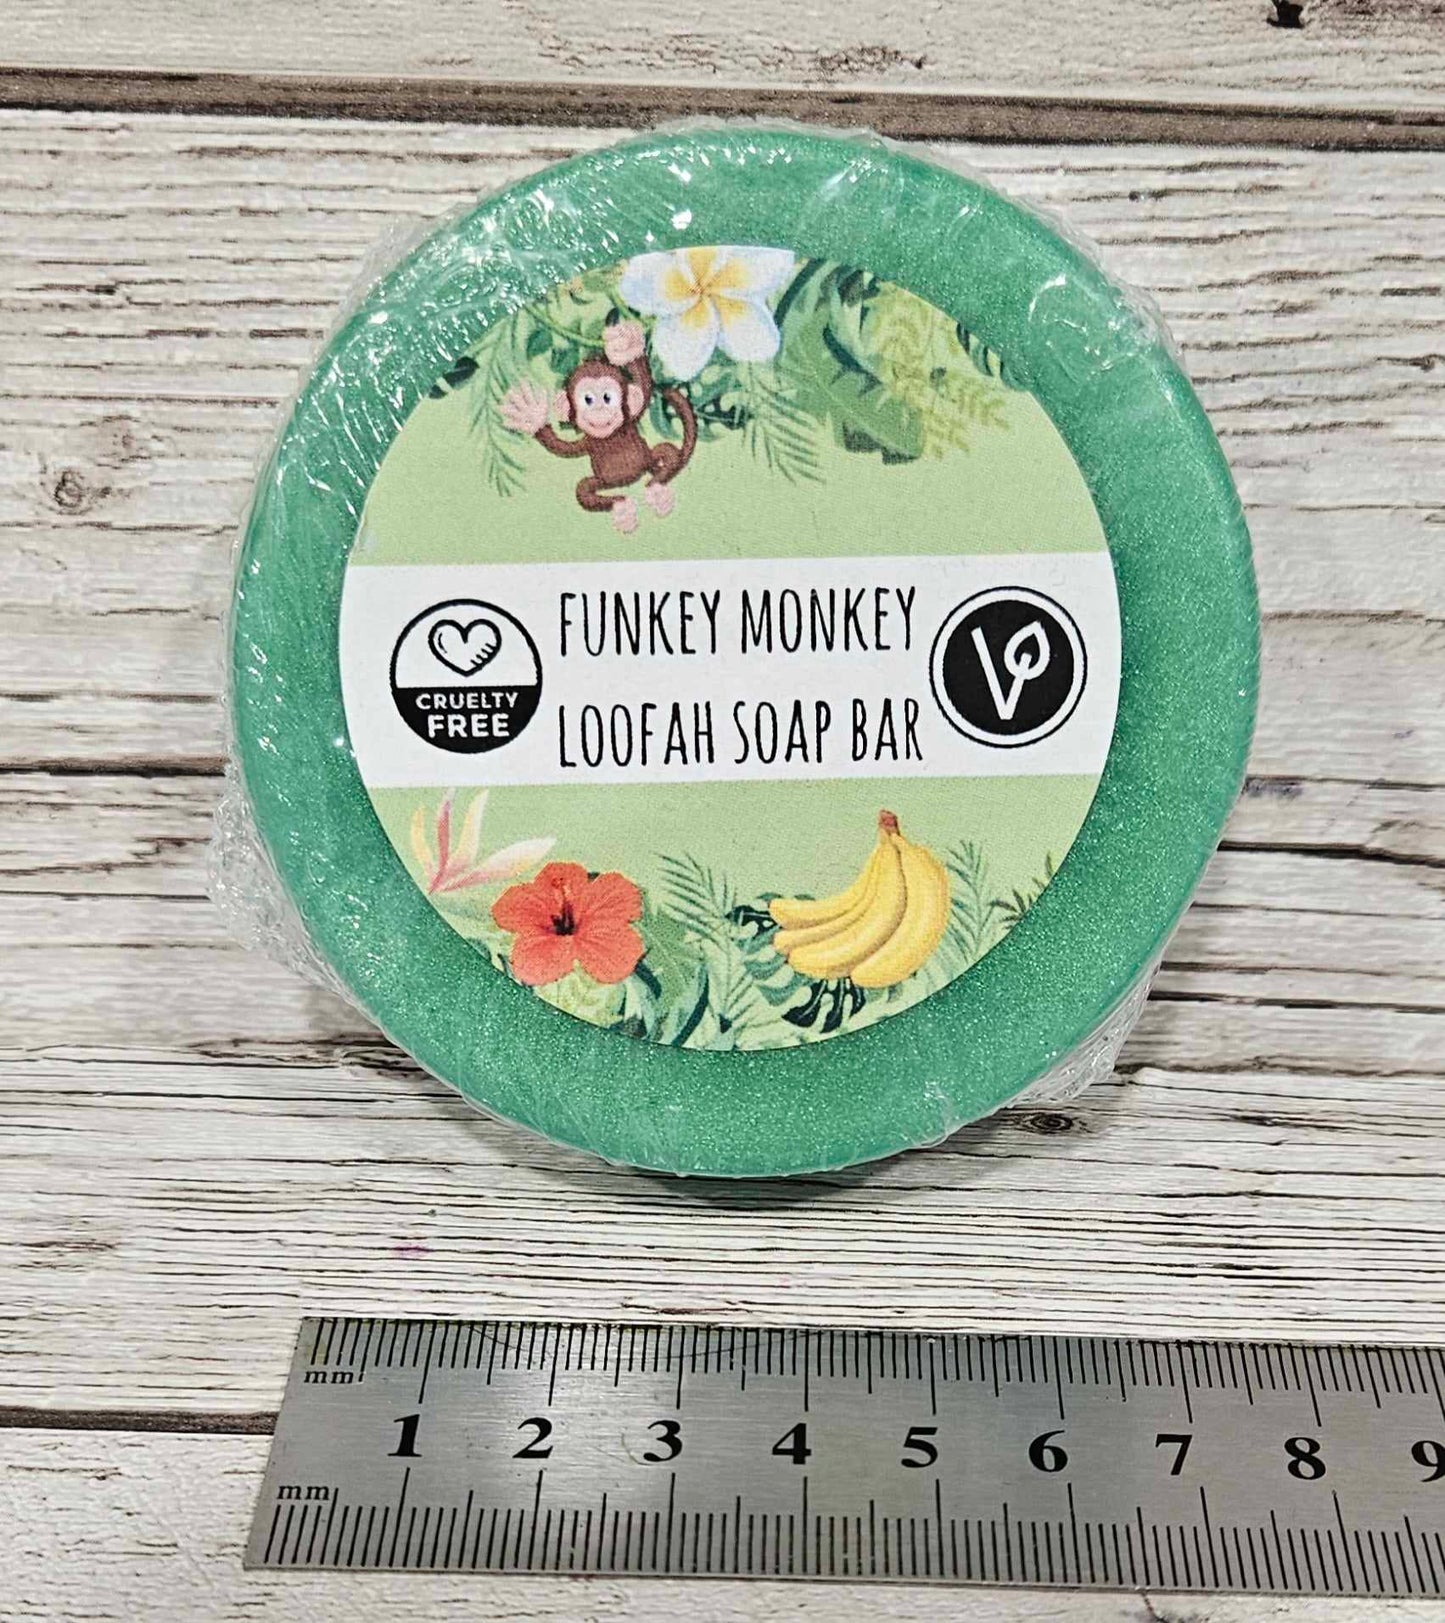 FUNKEY MONKEY
LOOFAH SOAP BAR
CRUELTY
FREE
V
mm
1 2 3 4 5 6 7 8 9
mm